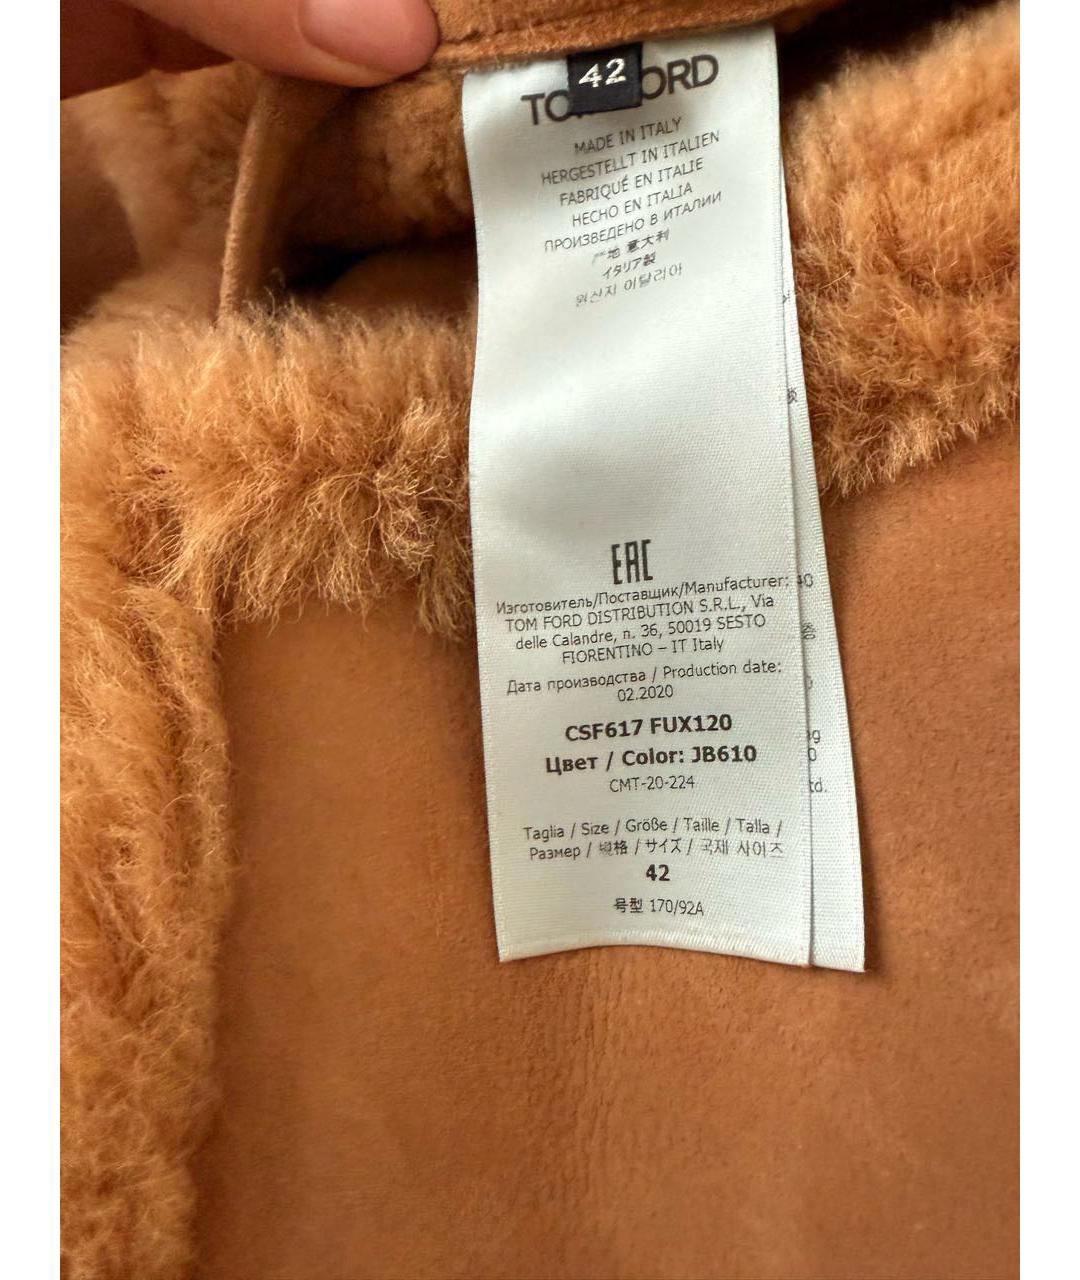 42
TOM FORD
MADE IN ITALY
HERGESTELLT IN ITALIEN
FABRIQUÉ EN ITALIE
HECHO EN ITALIA
ПРОИЗВЕДЕНО В ИТАЛИИ
产地 意大利
イタリア製
원산지 이탈리아
EAC
Изготовитель/Поставщик/Manufacturer:
TOM FORD DISTRIBUTION S.R.L., Via
delle Calandre, n. 36, 50019 SESTO
FIORENTINO – IT Italy
Дата производства / Production date:
02.2020
CSF617 FUX120
Цвет / Color: JB610
CMT-20-224
Taglia / Size / Größe / Taille / Talla /
Размер / 规格 / サイズ / 국제 사이즈
42
号型 170/92A